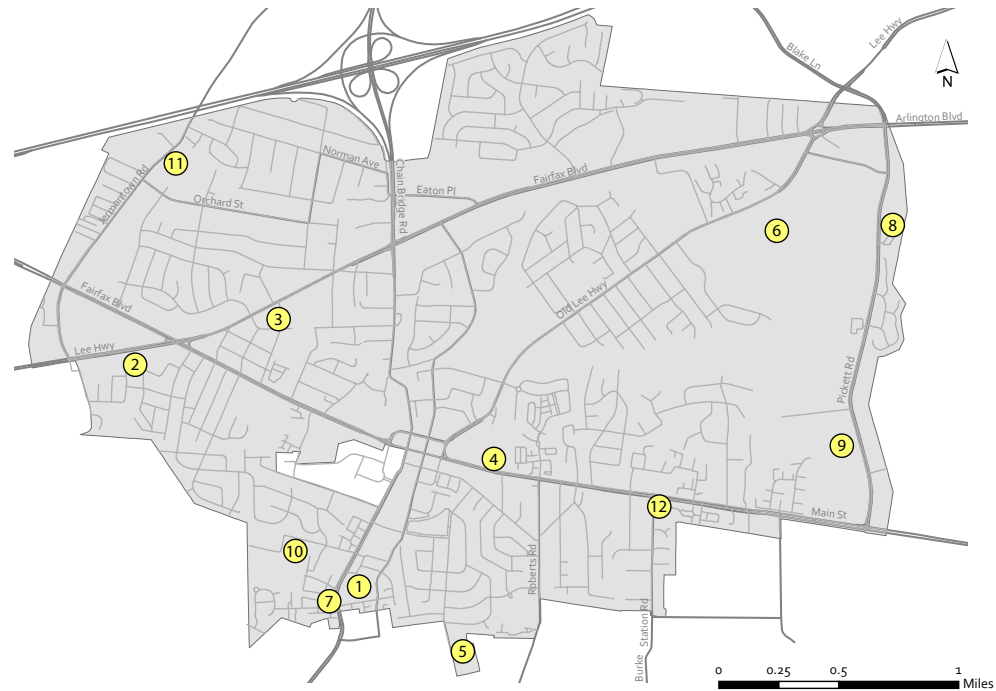 Lee Hwy
Blake Ln
Arlington Blvd
N
Norman Ave
11
Fairfax Blvd
Jermantown Rd
Chain Bridge Rd
Eaton Pl
Orchard St
6
8
Fairfax Blvd
Old Lee Hwy
3
Lee Hwy
2
Pickett Rd
9
4
12
Main St
10
Roberts Rd
1
7
Burke Station Rd
5
0 0.25 0.5 1
Miles